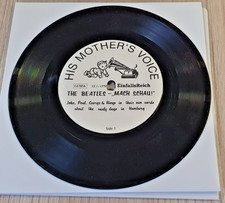 HIS MOTHER'S VOICE
EinfallsReich
THE BEATLES - „MACH SCHAU!"
John, Paul, George & Ringo in their own words
about the early days in Hamburg
Side 1